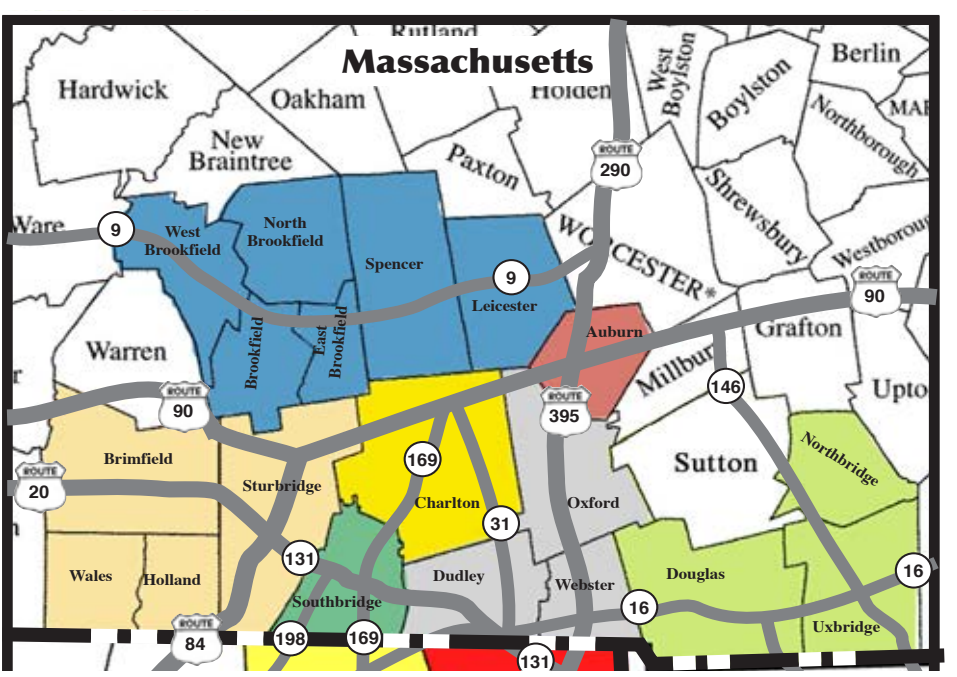 Rutland
Massachusetts
Berlin
West
Boylston
Boylston
Hardwick
Oakham
Holden
Northborough
New
Braintree
Paxton
ROUTE
290
Shrewsbury
Ware
9
West
Brookfield
North
Brookfield
Spencer
9
Leicester
WORCESTER*
ROUTE
90
Warren
Brookfield
East
Brookfield
Auburn
Grafton
ROUTE
90
ROUTE
395
146
Brimfield
169
Sutton
Northbridge
ROUTE
20
Sturbridge
Charlton
31
Oxford
131
Wales
Holland
Dudley
Webster
Douglas
16
Southbridge
16
Uxbridge
ROUTE
84
198
169
131